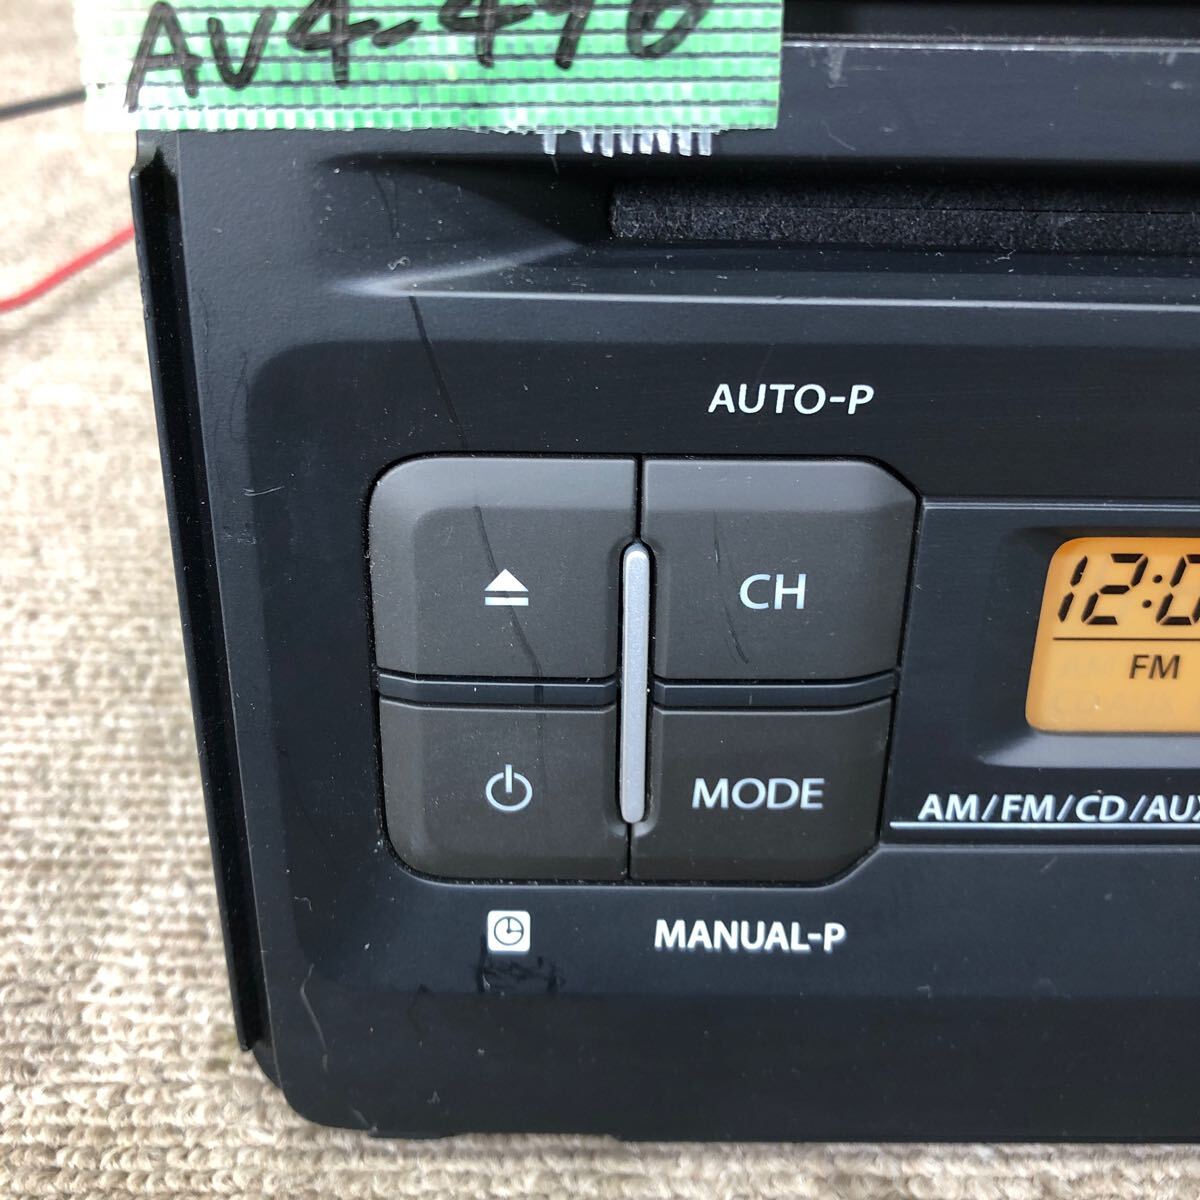 AV4-490
AUTO-P
CH
12:0
FM
MODE
AM/FM/CD/AUX
MANUAL-P